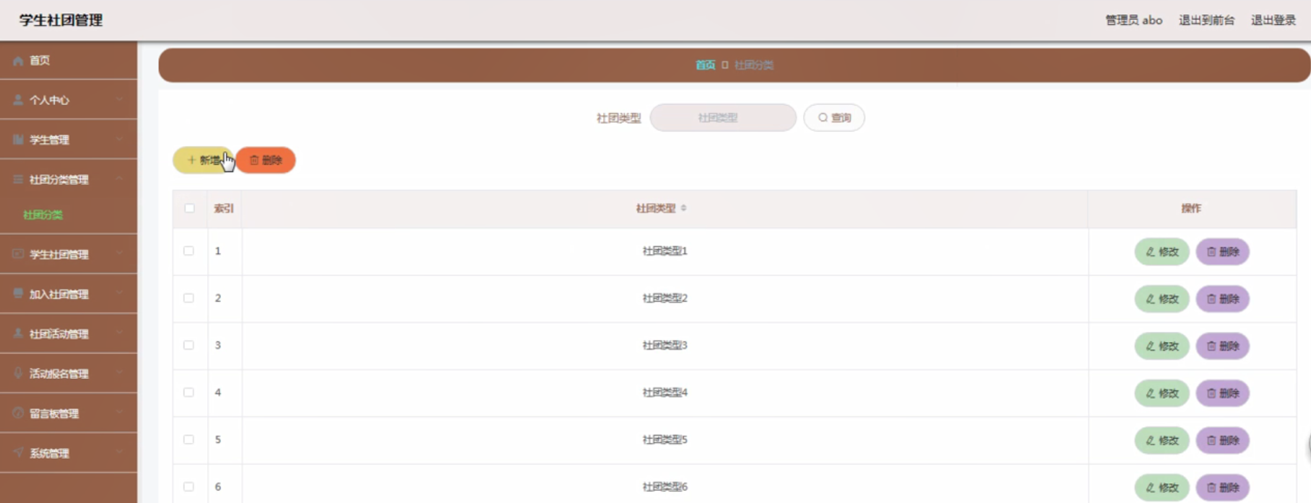 学生社团管理
管理员 abo 退出到前台 退出登录
首页
个人中心
学生管理
社团分类管理
社团分类
学生社团管理
加入社团管理
社团活动管理
活动报名管理
留言板管理
系统管理
首页 社团分类
社团类型 社团类型 查询
新增 删除
索引 社团类型 操作
1 社团类型1 修改 删除
2 社团类型2 修改 删除
3 社团类型3 修改 删除
4 社团类型4 修改 删除
5 社团类型5 修改 删除
6 社团类型6 修改 删除